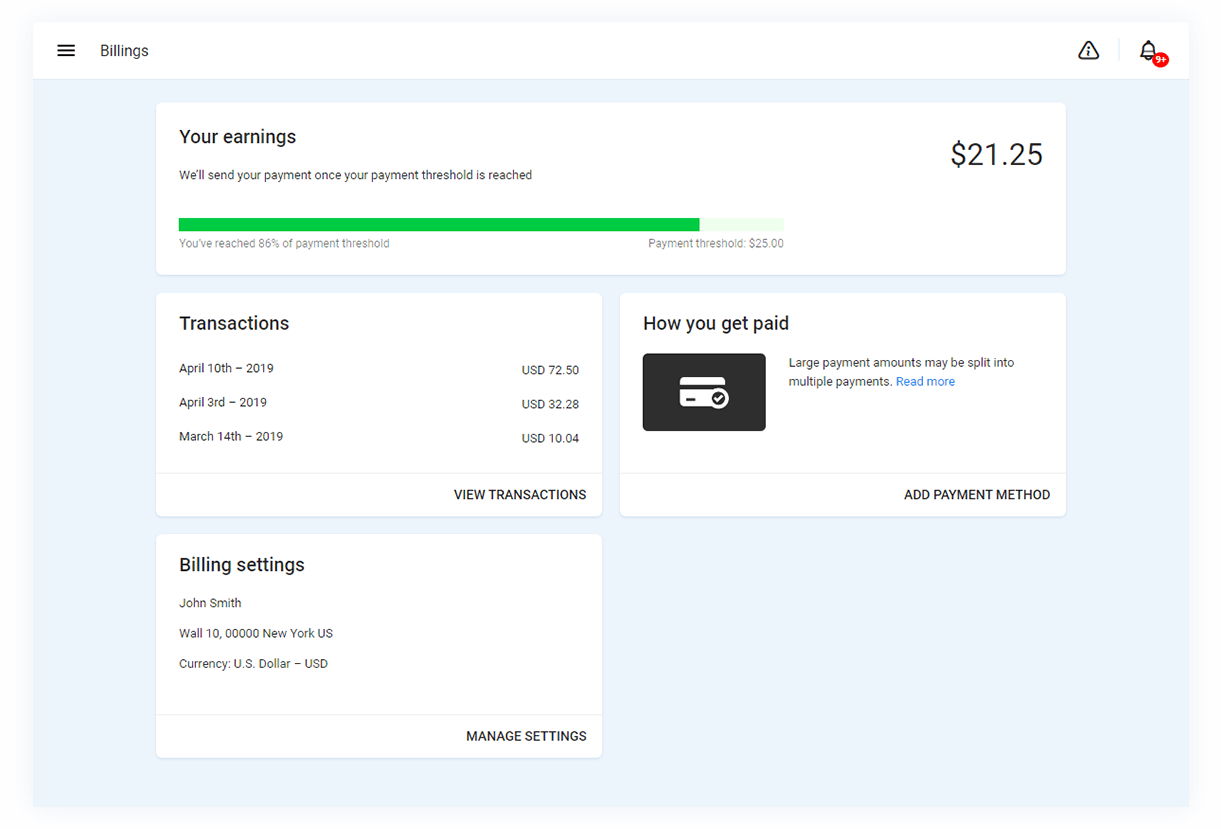 Billings
9+
Your earnings
$21.25
We'll send your payment once your payment threshold is reached
You've reached 86% of payment threshold
Payment threshold: $25.00
Transactions
April 10th – 2019
USD 72.50
April 3rd – 2019
USD 32.28
March 14th – 2019
USD 10.04
VIEW TRANSACTIONS
How you get paid
Large payment amounts may be split into
multiple payments. Read more
ADD PAYMENT METHOD
Billing settings
John Smith
Wall 10, 00000 New York US
Currency: U.S. Dollar – USD
MANAGE SETTINGS